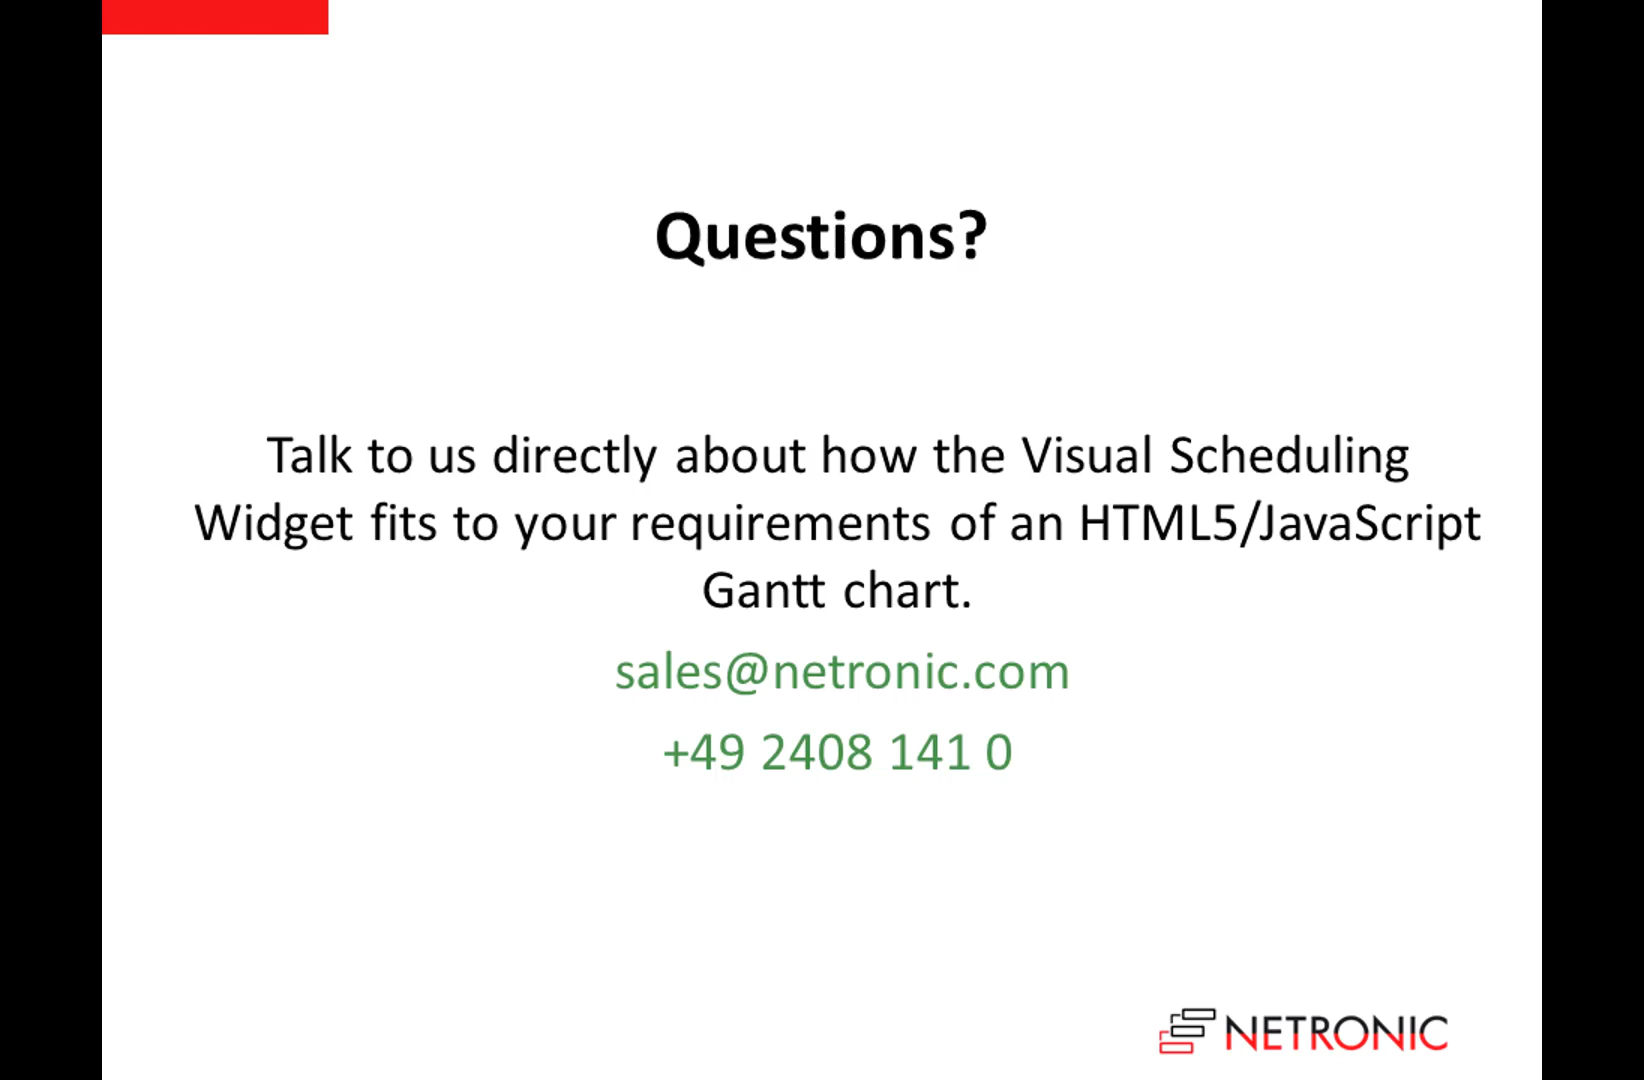 Questions?
Talk to us directly about how the Visual Scheduling
Widget fits to your requirements of an HTML5/JavaScript
Gantt chart.
sales@netronic.com
+49 2408 141 0
NETRONIC